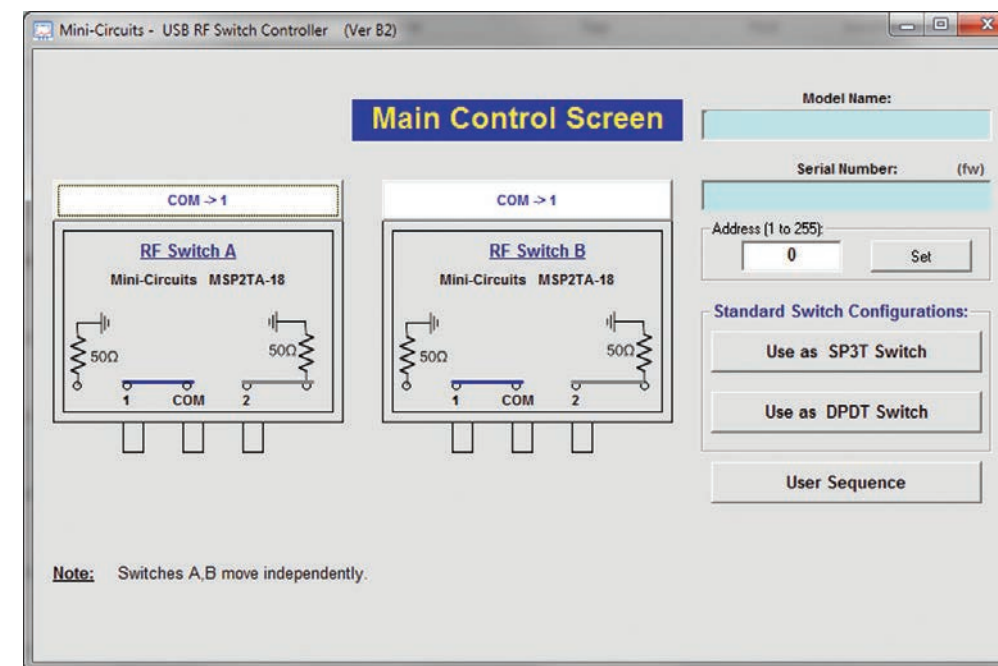 Mini-Circuits - USB RF Switch Controller (Ver B2)
Main Control Screen
Model Name:
Serial Number: (fw)
Address (1 to 255):
0 Set
COM -> 1
RF Switch A
Mini-Circuits MSP2TA-18
50Ω 50Ω
1 COM 2
COM -> 1
RF Switch B
Mini-Circuits MSP2TA-18
50Ω 50Ω
1 COM 2
Standard Switch Configurations:
Use as SP3T Switch
Use as DPDT Switch
User Sequence
Note: Switches A,B move independently.